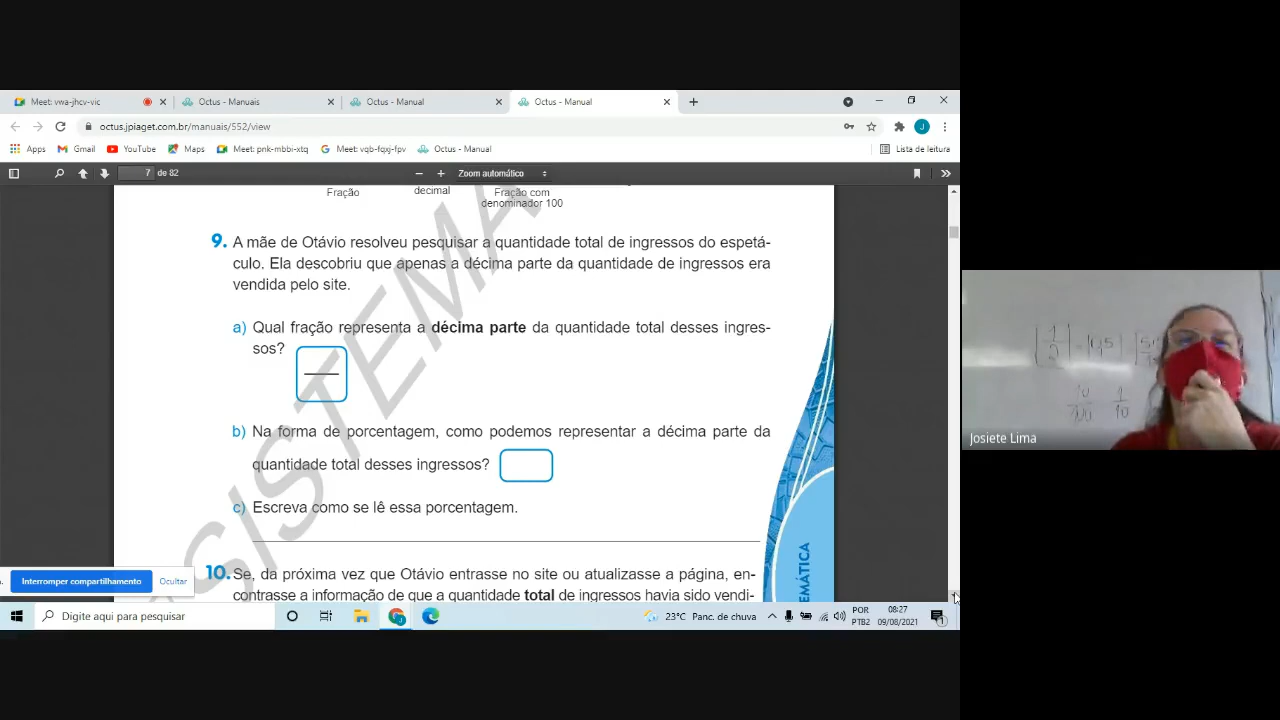 Meet: vwa-jhcv-vic
Octus - Manuais
Octus - Manual
Octus - Manual
octus.jpiaget.com.br/manuais/552/view
Apps Gmail YouTube Maps Meet: pnk-mbbi-xtq Meet: vqb-fqxj-fpv Octus - Manual Lista de leitura
7 de 82 Zoom automático
Fração decimal Fração com
denominador 100
9. A mãe de Otávio resolveu pesquisar a quantidade total de ingressos do espetá-
culo. Ela descobriu que apenas a décima parte da quantidade de ingressos era
vendida pelo site.
a) Qual fração representa a décima parte da quantidade total desses ingres-
sos?
b) Na forma de porcentagem, como podemos representar a décima parte da
quantidade total desses ingressos?
c) Escreva como se lê essa porcentagem.
10. Se, da próxima vez que Otávio entrasse no site ou atualizasse a página, en-
contrasse a informação de que a quantidade total de ingressos havia sido vendi-
SISTEMA
EMÁTICA
Interromper compartilhamento Ocultar
Digite aqui para pesquisar
23°C Panc. de chuva
POR
PTB2
08:27
09/08/2021
1
Josiete Lima